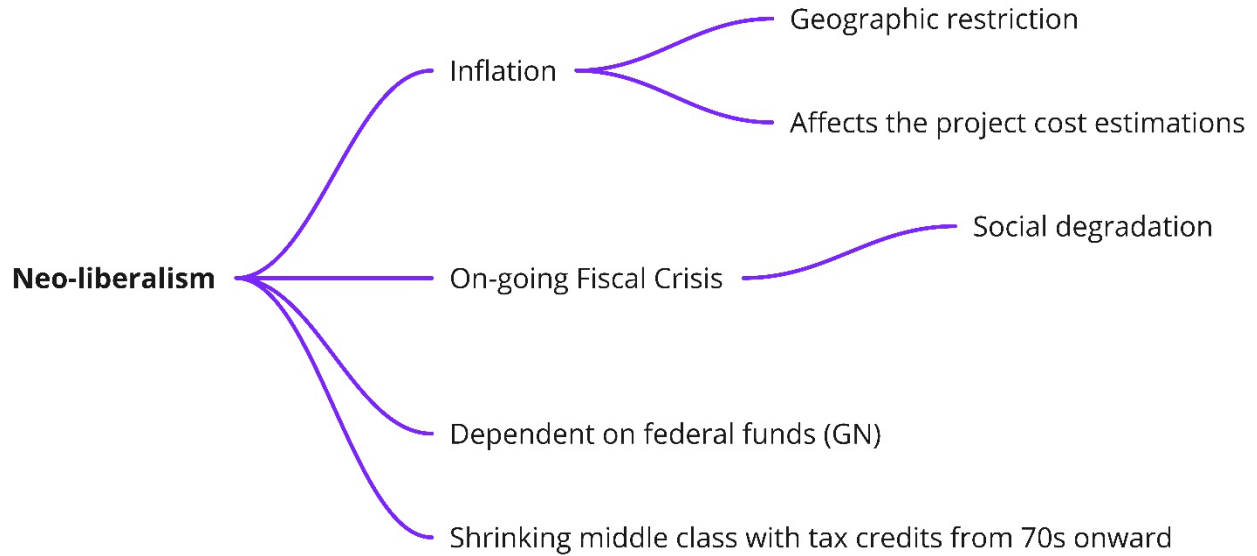 Geographic restriction
Inflation
Affects the project cost estimations
Social degradation
Neo-liberalism
On-going Fiscal Crisis
Dependent on federal funds (GN)
Shrinking middle class with tax credits from 70s onward